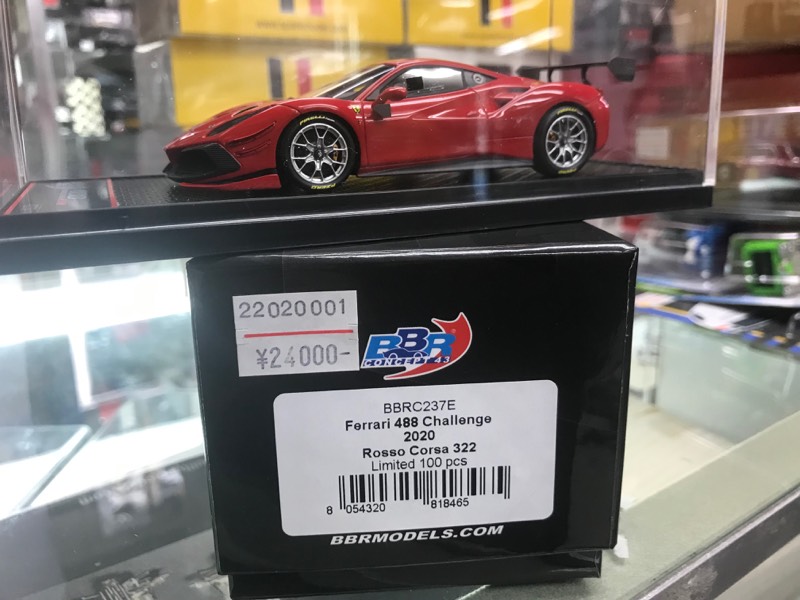 PIRELLI
22020001
¥24000-
BBR
CONCEPT 43
BBRC237E
Ferrari 488 Challenge
2020
Rosso Corsa 322
Limited 100 pcs
8 054320 818465
BBRMODELS.COM